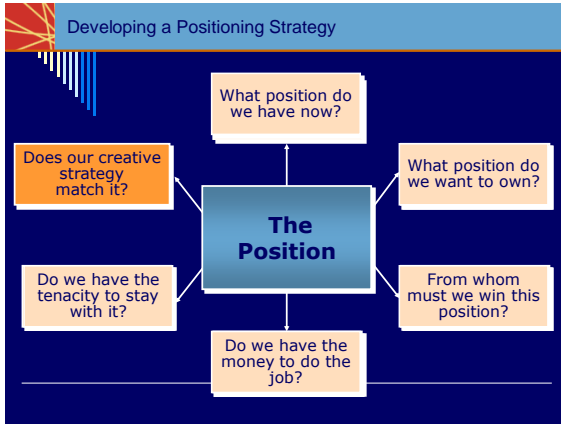 Developing a Positioning Strategy
What position do
we have now?
Does our creative
strategy
match it?
What position do
we want to own?
The
Position
Do we have the
tenacity to stay
with it?
From whom
must we win this
position?
Do we have the
money to do the
job?